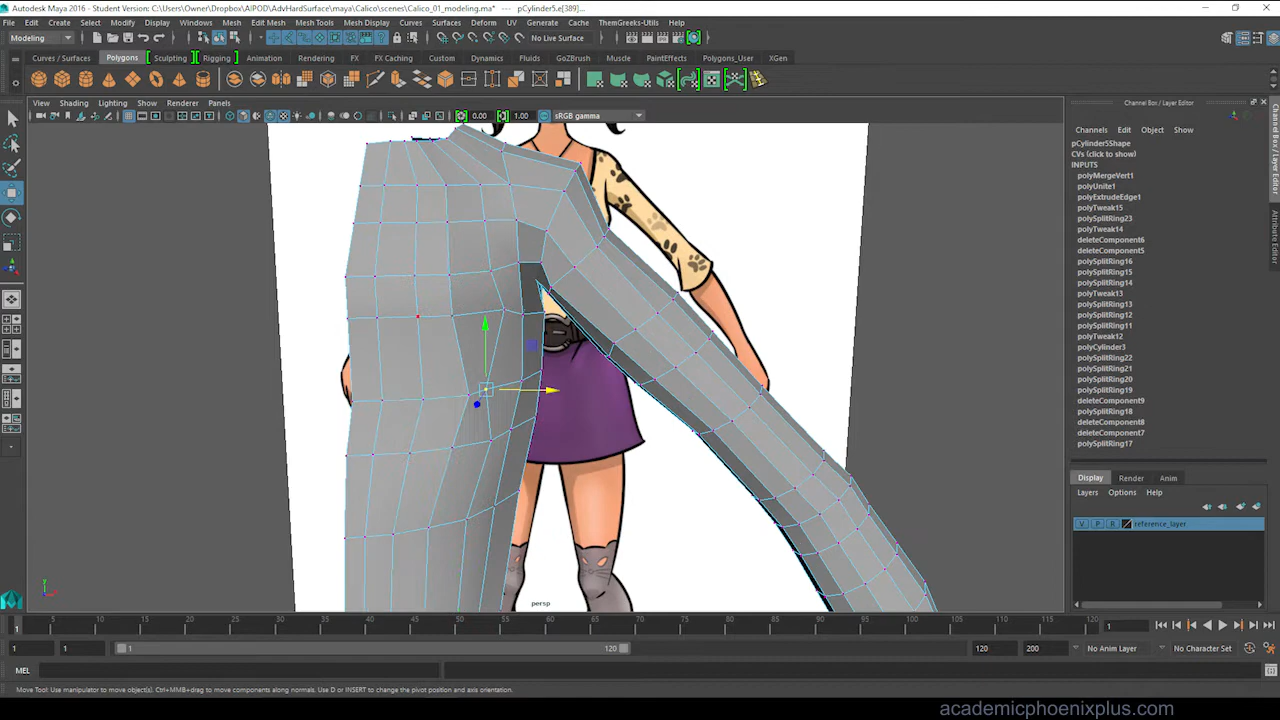 Autodesk Maya 2016 - Student Version: C:\Users\Owner\Dropbox\AIPOD\AdvHardSurface\maya\Calico\scenes\Calico_01_modeling.ma* --- pCylinder5.e[389]...
File Edit Create Select Modify Display Windows Mesh Edit Mesh Mesh Tools Mesh Display Curves Surfaces Deform UV Generate Cache ThemGreeks-Utils Help
Modeling No Live Surface
Curves / Surfaces Polygons Sculpting Rigging Animation Rendering FX FX Caching Custom Dynamics Fluids GoZBrush Muscle PaintEffects Polygons_User XGen
View Shading Lighting Show Renderer Panels
0.00 1.00 sRGB gamma
Channel Box / Layer Editor
Channels Edit Object Show
pCylinder5Shape
CVs (click to show)
INPUTS
polyMergeVert1
polyUnite1
polyExtrudeEdge1
polyTweak15
polySplitRing23
polyTweak14
deleteComponent6
deleteComponent5
polySplitRing16
polySplitRing15
polySplitRing14
polyTweak13
polySplitRing13
polySplitRing12
polySplitRing11
polyTweak12
polyCylinder3
polySplitRing22
polySplitRing21
polySplitRing20
polySplitRing19
deleteComponent9
polySplitRing18
deleteComponent8
deleteComponent7
polySplitRing17
Display Render Anim
Layers Options Help
V P R reference_layer
Channel Box / Layer Editor
Attribute Editor
persp
5 10 15 20 25 30 35 40 45 50 55 60 65 70 75 80 85 90 95 100 105 110 115 120 1
1 1 1 120 120 200 No Anim Layer No Character Set
MEL
Move Tool: Use manipulator to move object(s). Ctrl+MMB+drag to move components along normals. Use D or INSERT to change the pivot position and axis orientation.
academicphoenixplus.com